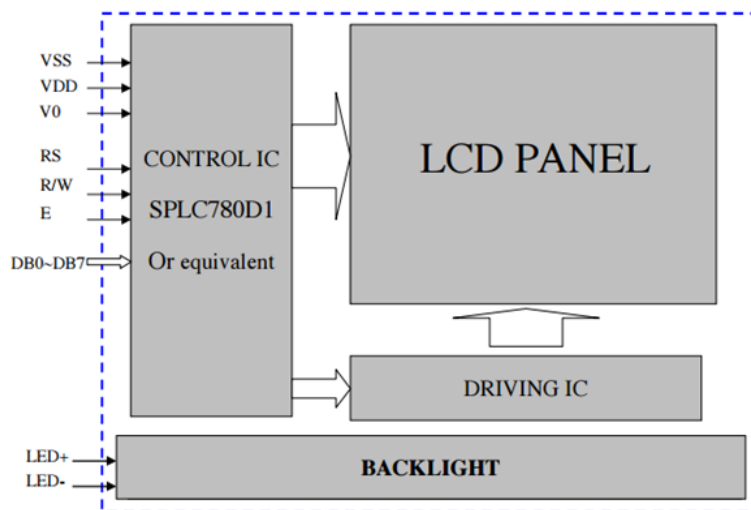 VSS
VDD
V0
RS
R/W
E
DB0~DB7
CONTROL IC
SPLC780D1
Or equivalent
LCD PANEL
DRIVING IC
LED+
LED-
BACKLIGHT